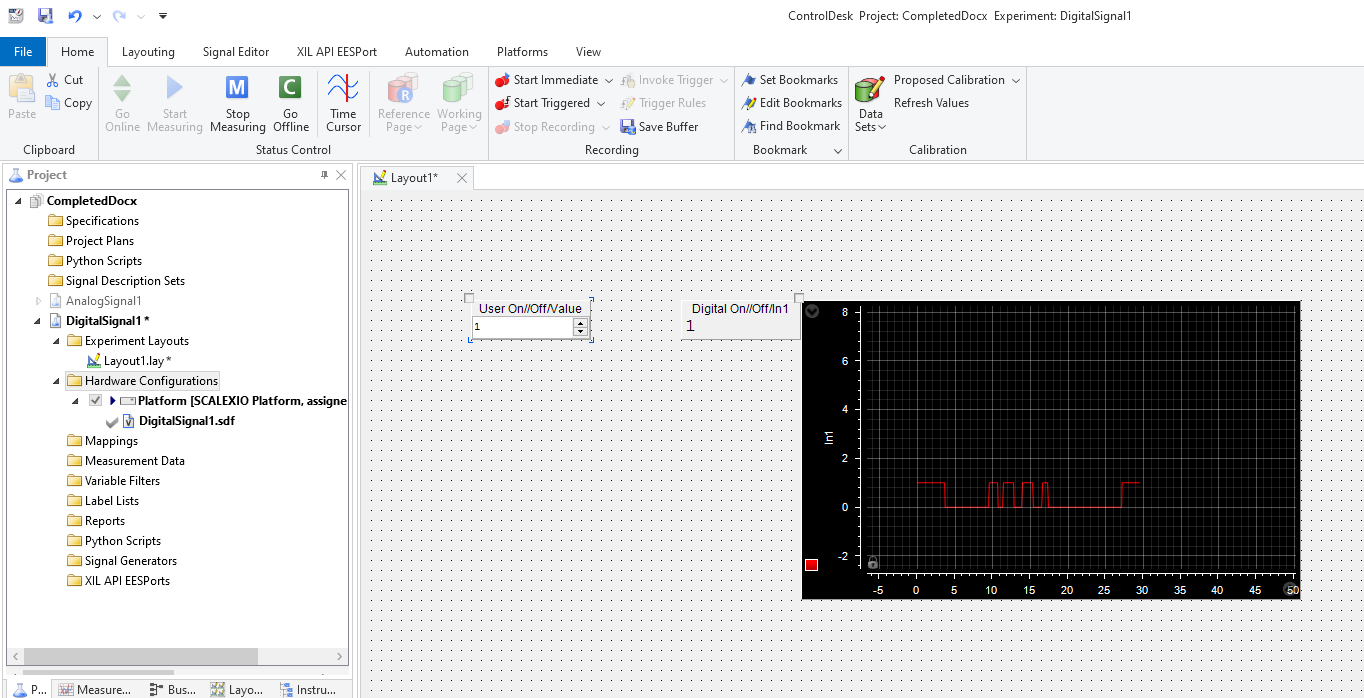 ControlDesk Project: CompletedDocx Experiment: DigitalSignal1
File Home Layouting Signal Editor XIL API EESPort Automation Platforms View
Paste
Cut
Copy
Clipboard
Go Online
Start Measuring
Stop Measuring
Go Offline
Time Cursor
Reference Page
Working Page
Status Control
Start Immediate
Start Triggered
Stop Recording
Invoke Trigger
Trigger Rules
Save Buffer
Recording
Set Bookmarks
Edit Bookmarks
Find Bookmark
Bookmark
Data Sets
Proposed Calibration
Refresh Values
Calibration
Project
CompletedDocx
Specifications
Project Plans
Python Scripts
Signal Description Sets
AnalogSignal1
DigitalSignal1 *
Experiment Layouts
Layout1.lay *
Hardware Configurations
Platform [SCALEXIO Platform, assigne
DigitalSignal1.sdf
Mappings
Measurement Data
Variable Filters
Label Lists
Reports
Python Scripts
Signal Generators
XIL API EESPorts
P... Measure... Bus... Layo... Instru...
Layout1*
User On//Off/Value
1
Digital On//Off/In1
1
In1
8
6
4
2
0
-2
-5 0 5 10 15 20 25 30 35 40 45 50